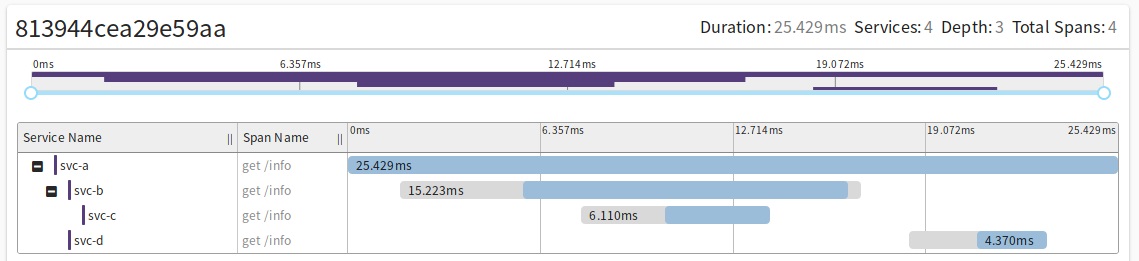 813944cea29e59aa Duration: 25.429ms Services: 4 Depth: 3 Total Spans: 4
0ms 6.357ms 12.714ms 19.072ms 25.429ms
Service Name || Span Name || 0ms 6.357ms 12.714ms 19.072ms 25.429ms
svc-a get /info 25.429ms
svc-b get /info 15.223ms
svc-c get /info 6.110ms
svc-d get /info 4.370ms